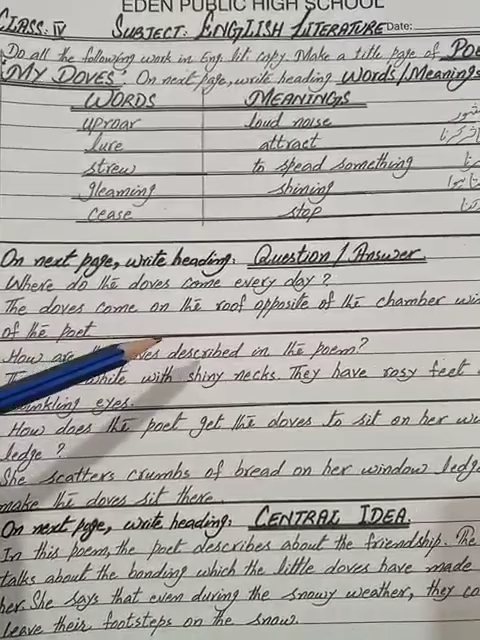 EDEN PUBLIC HIGH SCHOOL
CLASS: IV SUBJECT: ENGLISH LITERATURE Date:
Do all the following work in Eng. lit copy. Make a title page of
MY DOVES. On next page, write heading Words/Meanings
WORDS MEANINGS
uproar loud noise
lure attract
strew to spead something
gleaming shining
cease stop
On next page, write heading: Question/Answer
Where do the doves come every day?
The doves come on the roof opposite of the chamber
of the poet
How are described in the poem?
with shiny necks. They have rosy feet
eyes.
How does the poet get the doves to sit on her
ledge?
She scatters crumbs of bread on her window
make the doves sit there.
On next page, write heading: CENTRAL IDEA.
In this poem, the poet describes about the friendship. The
talks about the bonding which the little doves have made
her. She says that even during the snowy weather, they
leave their footsteps on the snow.